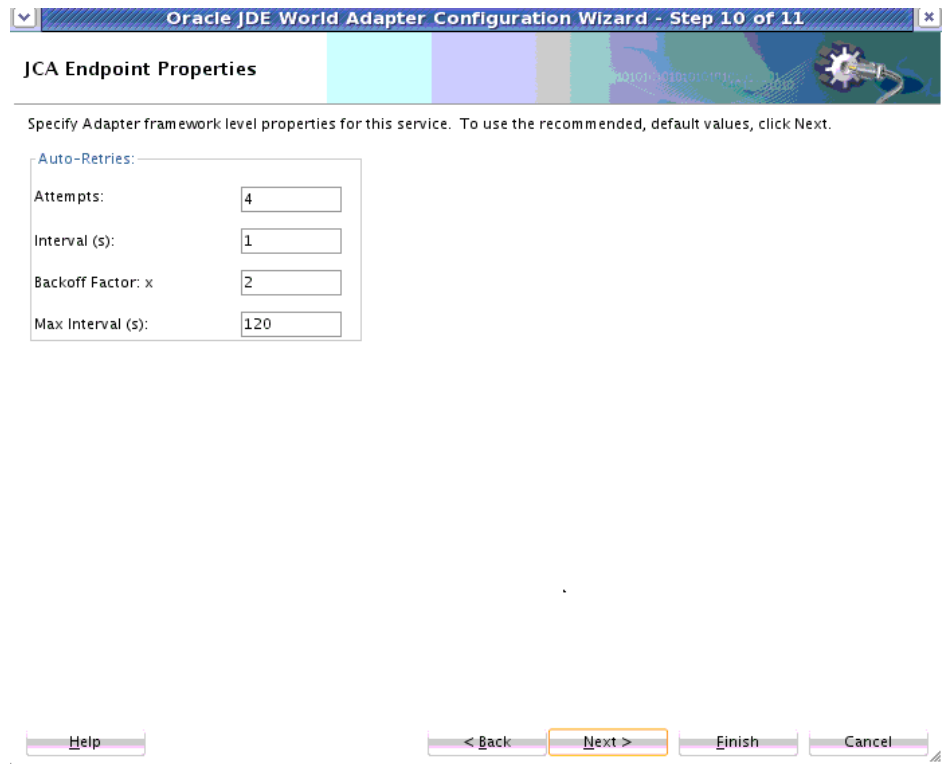 Oracle JDE World Adapter Configuration Wizard - Step 10 of 11
JCA Endpoint Properties
Specify Adapter framework level properties for this service. To use the recommended, default values, click Next.
Auto-Retries:
Attempts: 4
Interval (s): 1
Backoff Factor: x 2
Max Interval (s): 120
Help < Back Next > Finish Cancel